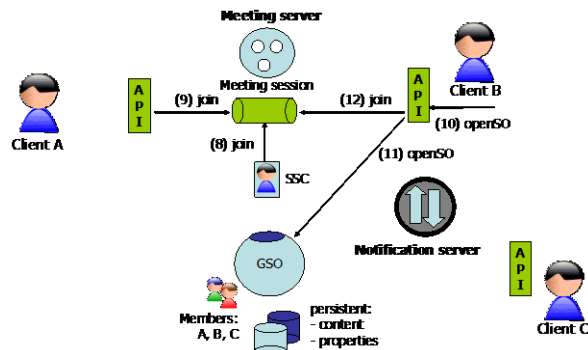 Meeting server
Meeting session
A
P
I
(9) join
(12) join
A
P
I
Client B
(10) openSO
Client A
(8) join
(11) openSO
SSC
Notification server
GSO
A
P
I
Members:
A, B, C
persistent:
- content
- properties
Client C